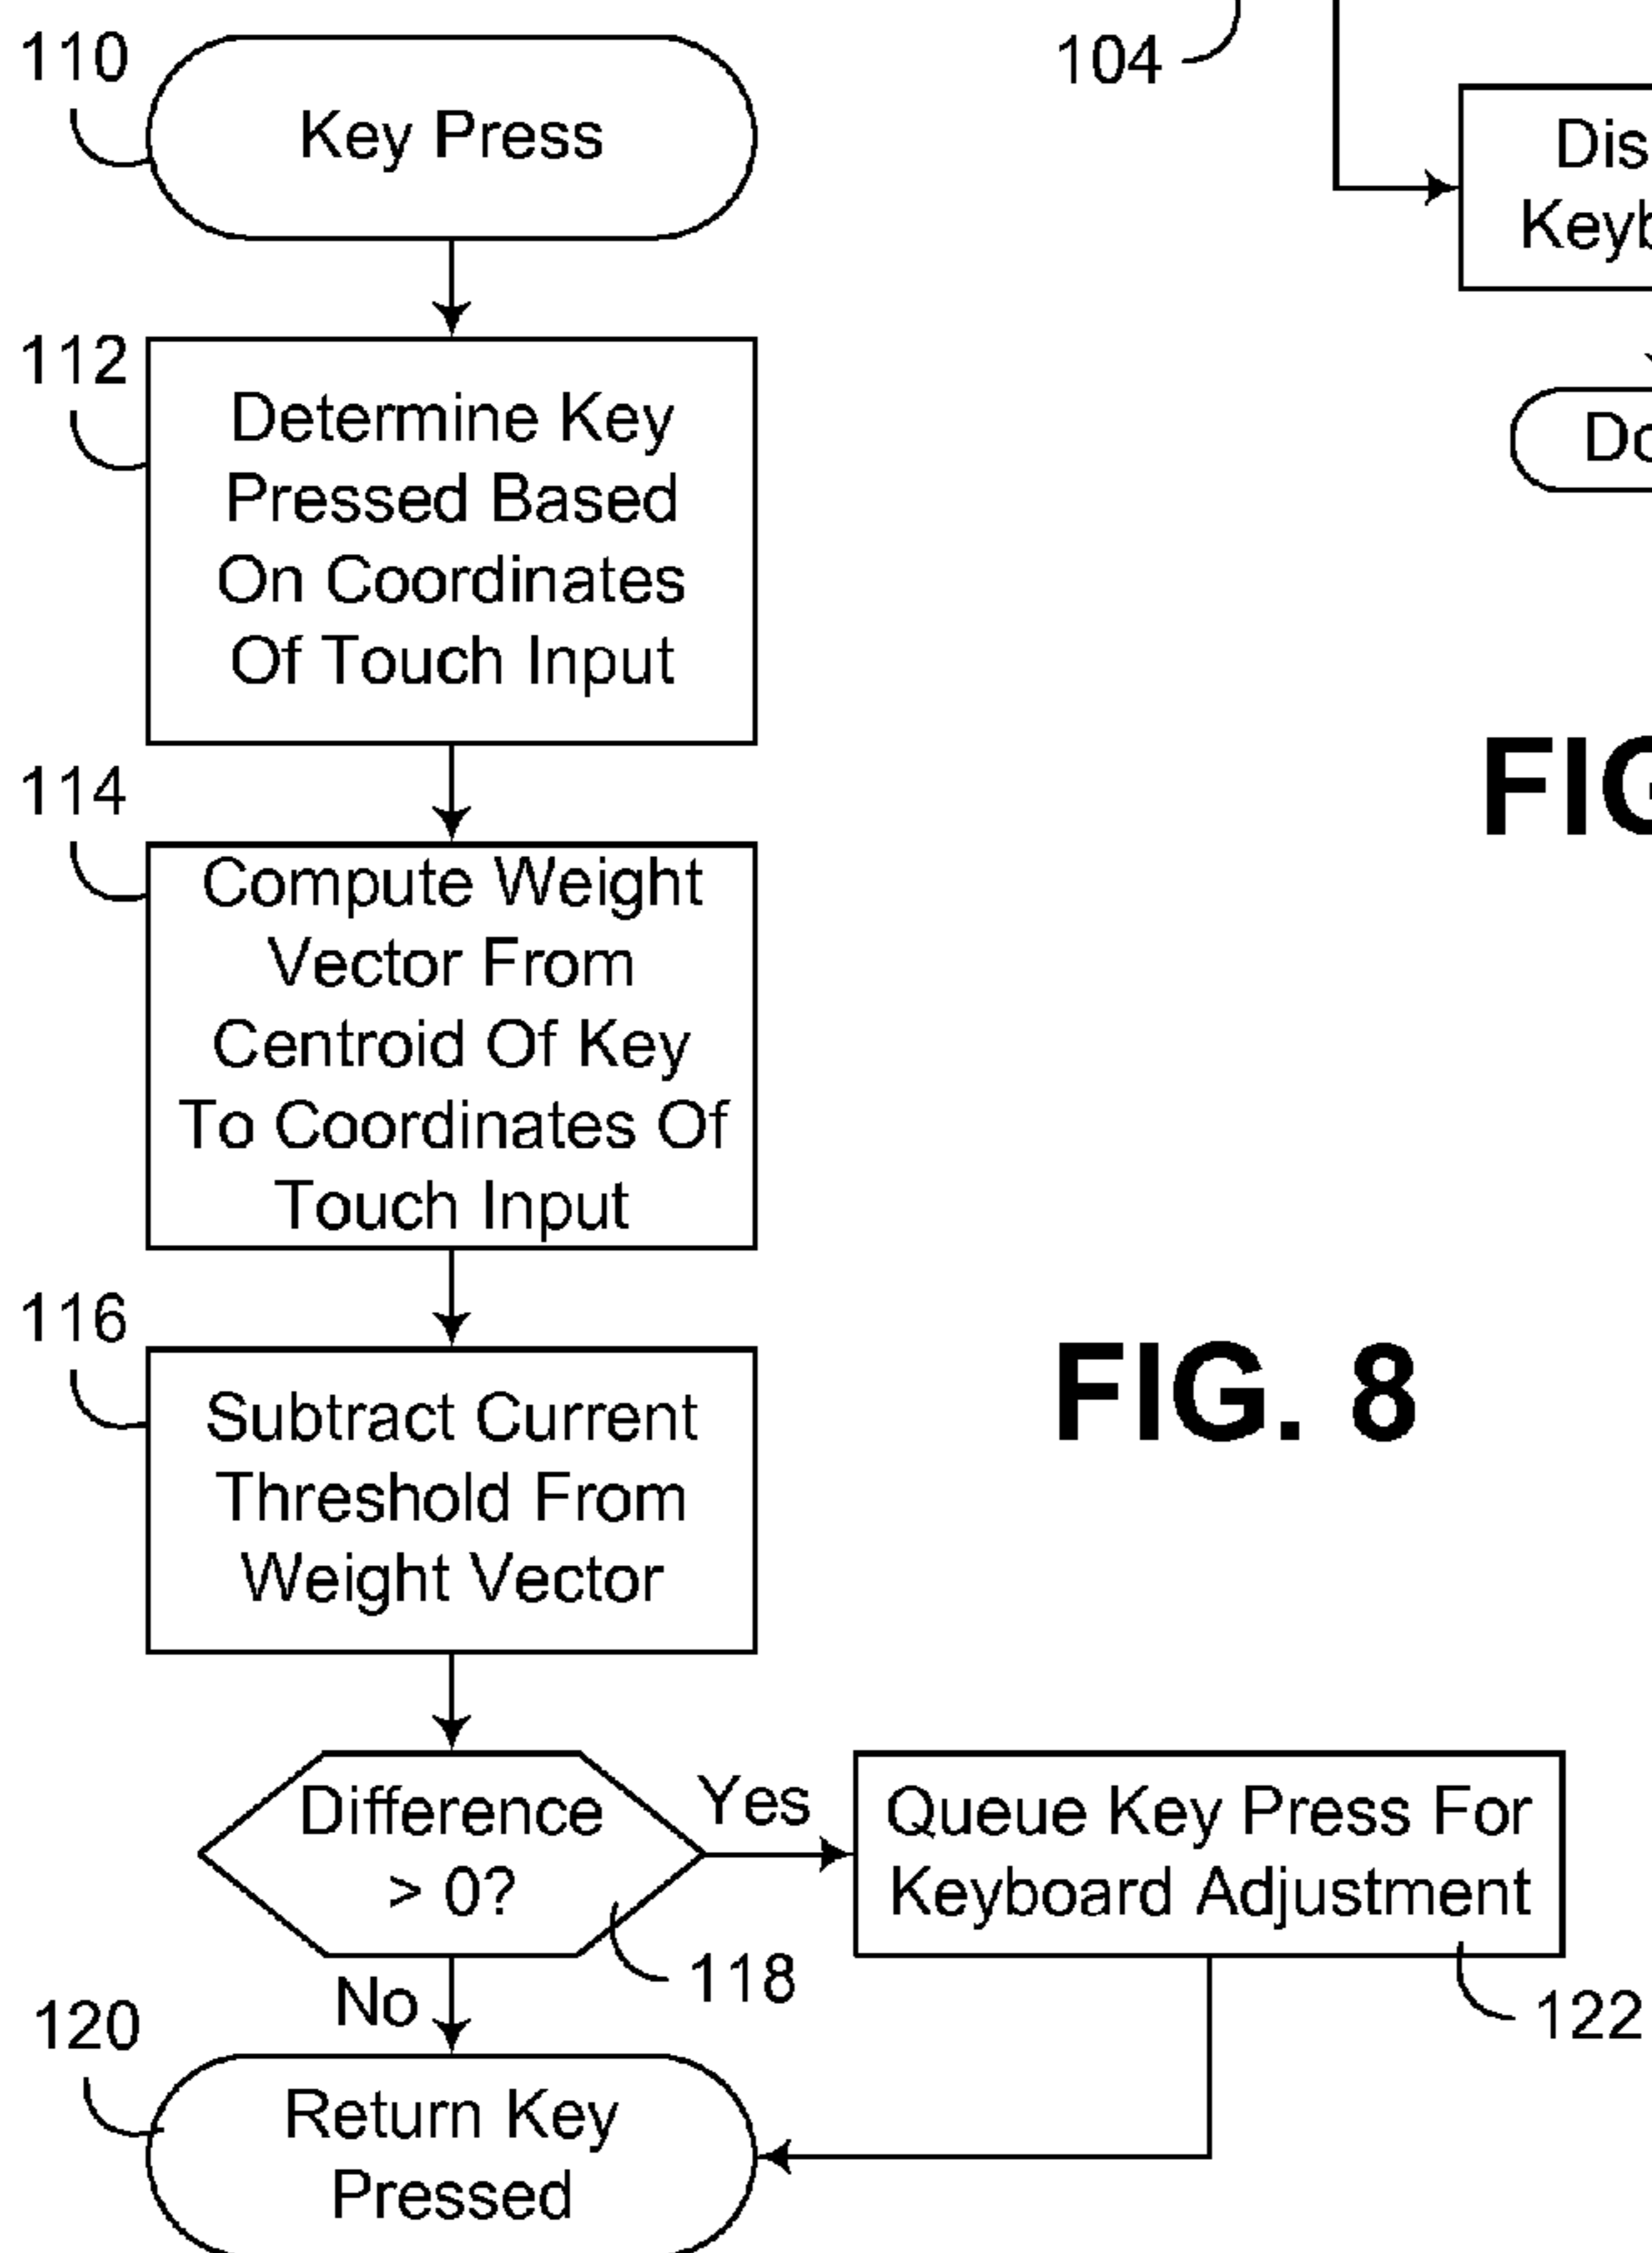 110
Key Press
112
Determine Key
Pressed Based
On Coordinates
Of Touch Input
114
Compute Weight
Vector From
Centroid Of Key
To Coordinates Of
Touch Input
116
Subtract Current
Threshold From
Weight Vector
Difference
> 0?
118
Yes
No
Queue Key Press For
Keyboard Adjustment
122
120
Return Key
Pressed
104
FIG. 8